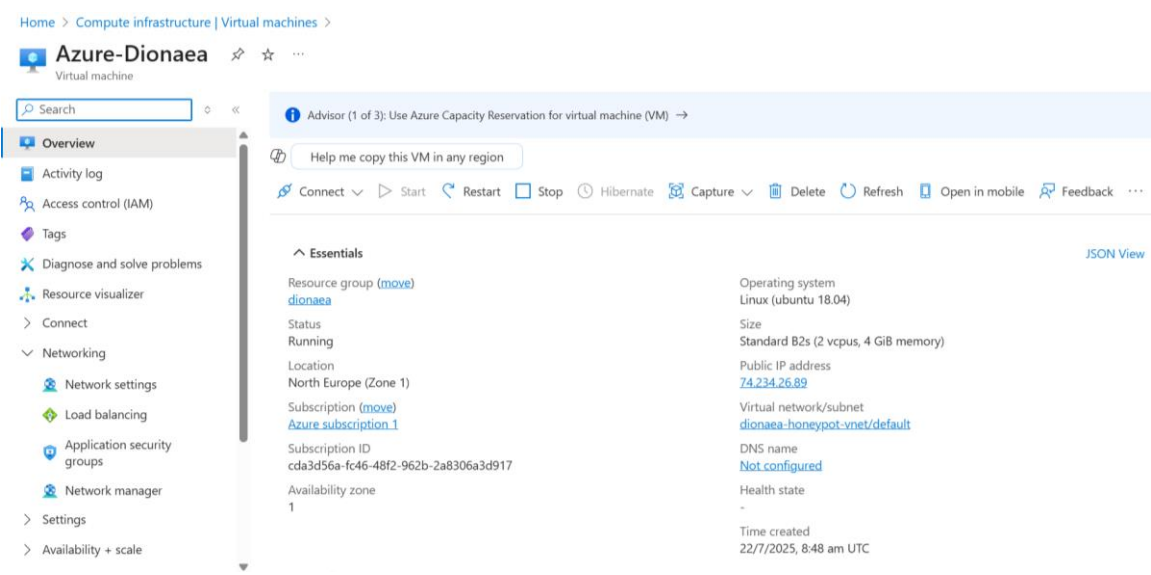 Home > Compute infrastructure | Virtual machines >
Azure-Dionaea
Virtual machine
Search
Overview
Activity log
Access control (IAM)
Tags
Diagnose and solve problems
Resource visualizer
Connect
Networking
Network settings
Load balancing
Application security
groups
Network manager
Settings
Availability + scale
Advisor (1 of 3): Use Azure Capacity Reservation for virtual machine (VM) →
Help me copy this VM in any region
Connect Start Restart Stop Hibernate Capture Delete Refresh Open in mobile Feedback ...
Essentials
JSON View
Resource group (move)
dionaea
Status
Running
Location
North Europe (Zone 1)
Subscription (move)
Azure subscription 1
Subscription ID
cda3d56a-fc46-48f2-962b-2a8306a3d917
Availability zone
1
Operating system
Linux (ubuntu 18.04)
Size
Standard B2s (2 vcpus, 4 GiB memory)
Public IP address
74.234.26.89
Virtual network/subnet
dionaea-honeypot-vnet/default
DNS name
Not configured
Health state
-
Time created
22/7/2025, 8:48 am UTC